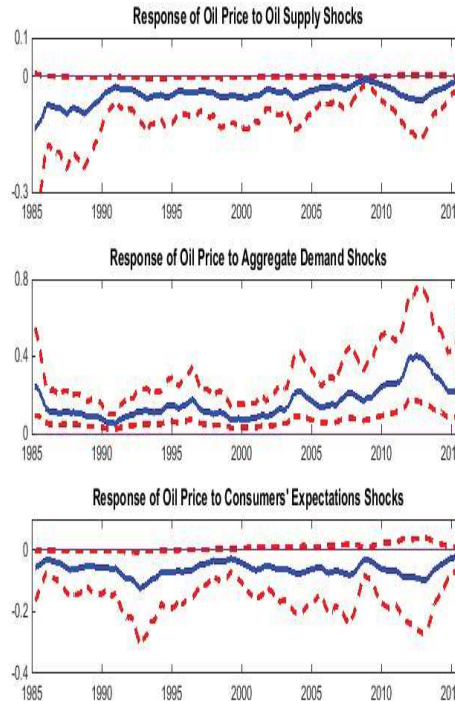 Response of Oil Price to Oil Supply Shocks
0.1
0
-0.3
1985 1990 1995 2000 2005 2010 201
Response of Oil Price to Aggregate Demand Shocks
0.8
0.4
0
1985 1990 1995 2000 2005 2010 201
Response of Oil Price to Consumers' Expectations Shocks
0
-0.2
-0.4
1985 1990 1995 2000 2005 2010 201